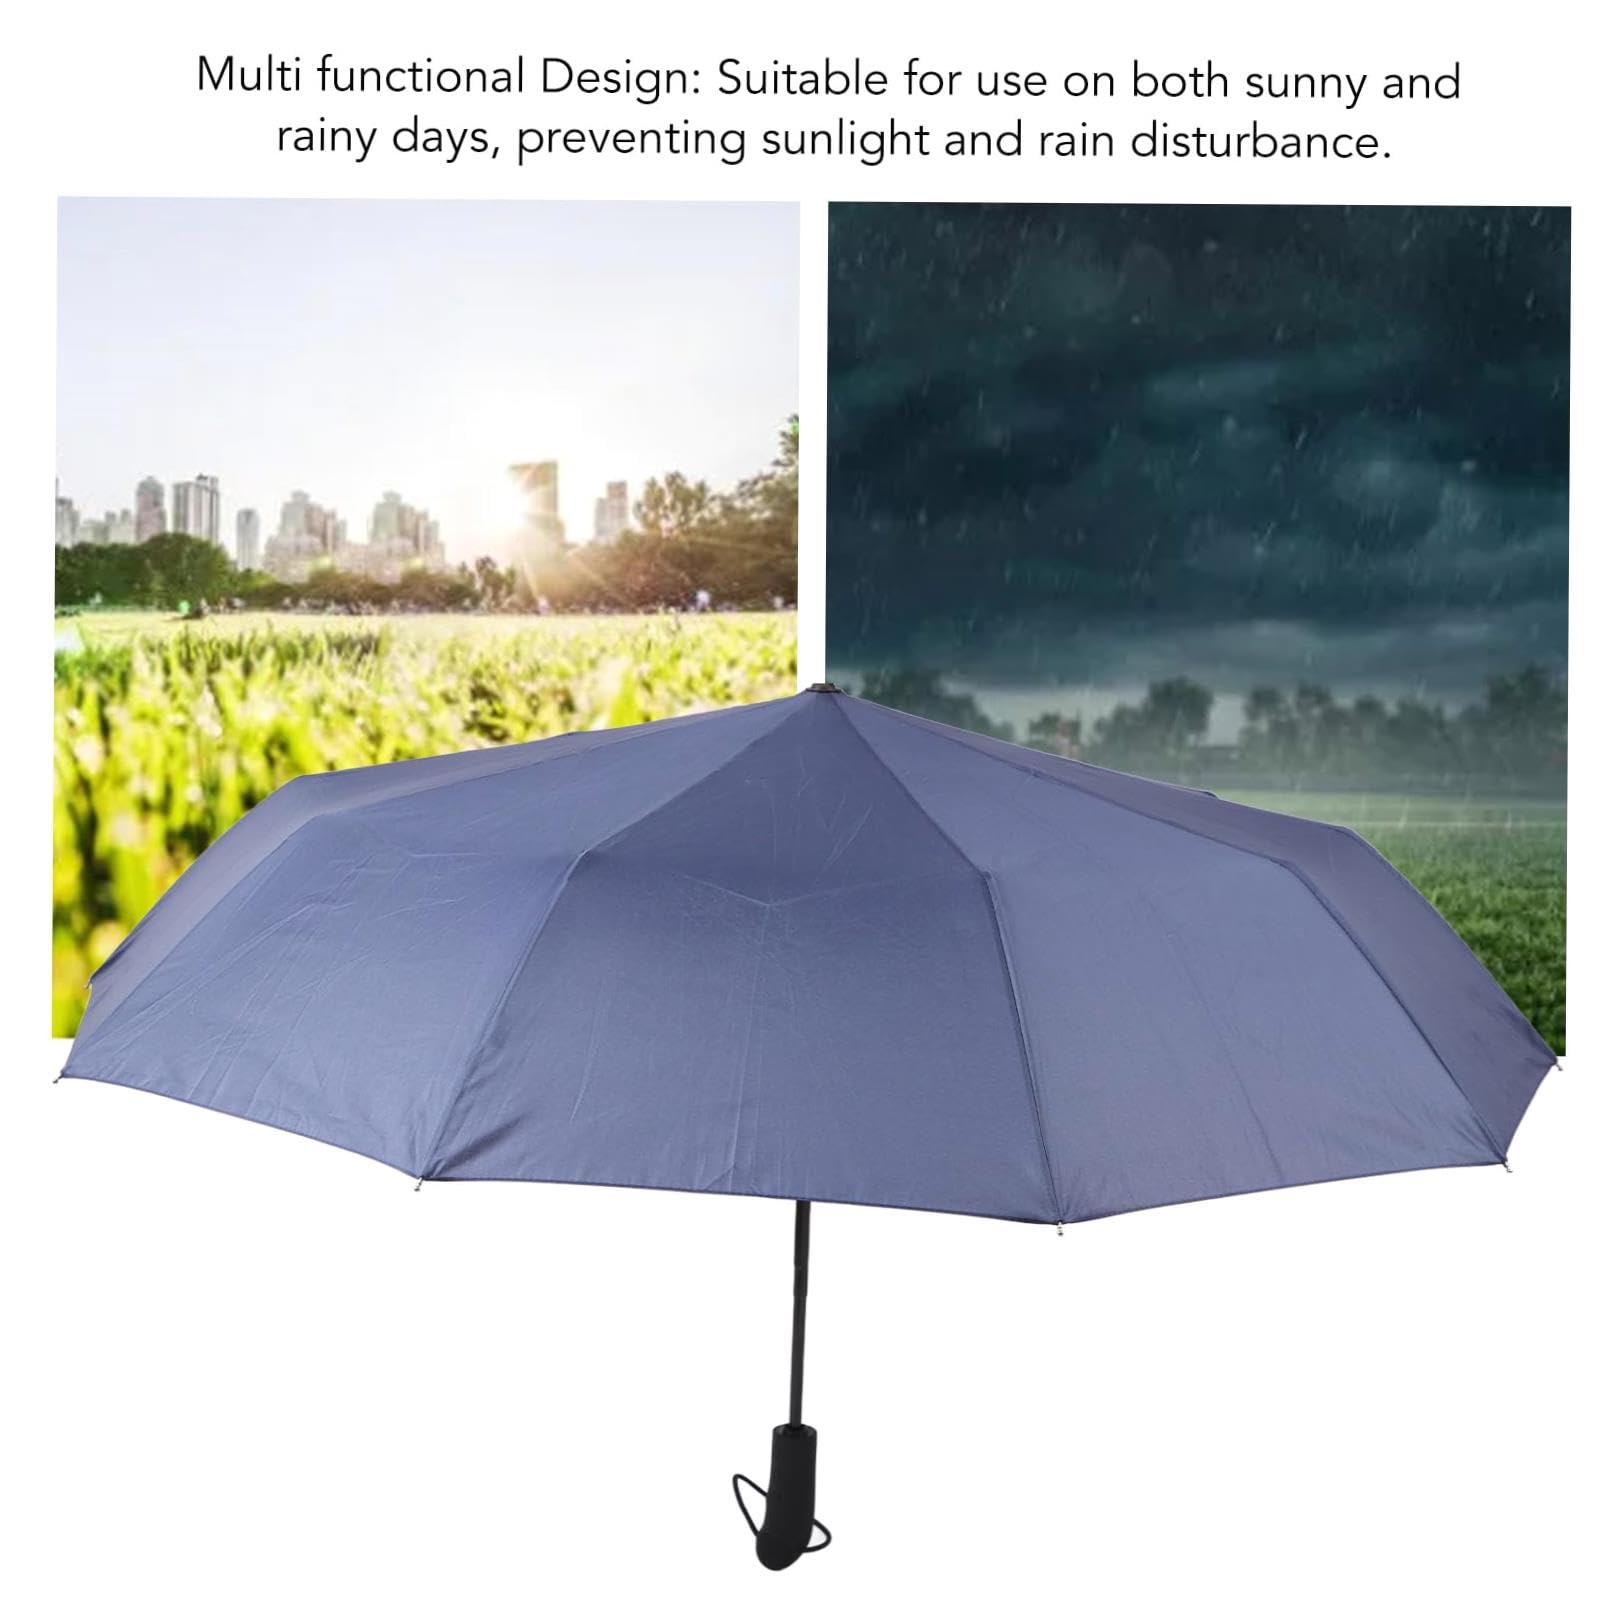 Multi functional Design: Suitable for use on both sunny and
rainy days, preventing sunlight and rain disturbance.